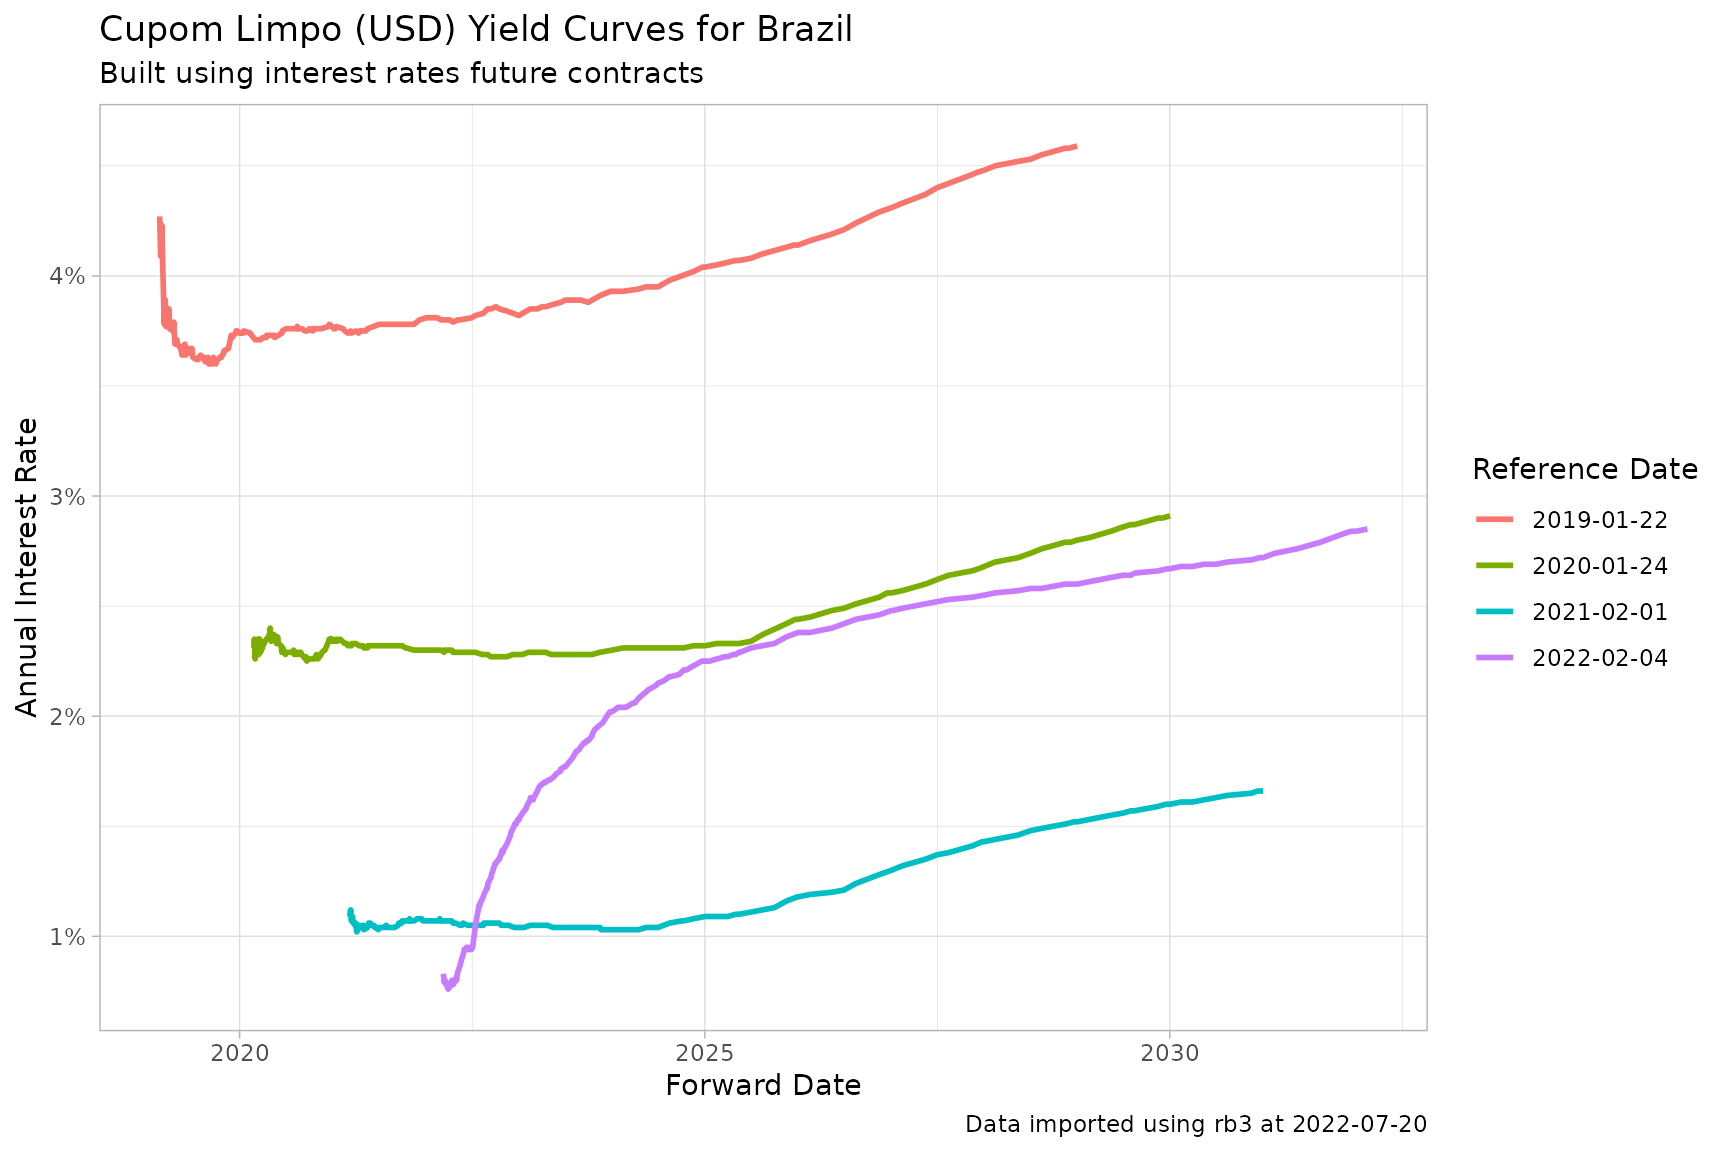 Cupom Limpo (USD) Yield Curves for Brazil
Built using interest rates future contracts
Annual Interest Rate
4%
3%
2%
1%
2020
2025
2030
Forward Date
Reference Date
2019-01-22
2020-01-24
2021-02-01
2022-02-04
Data imported using rb3 at 2022-07-20